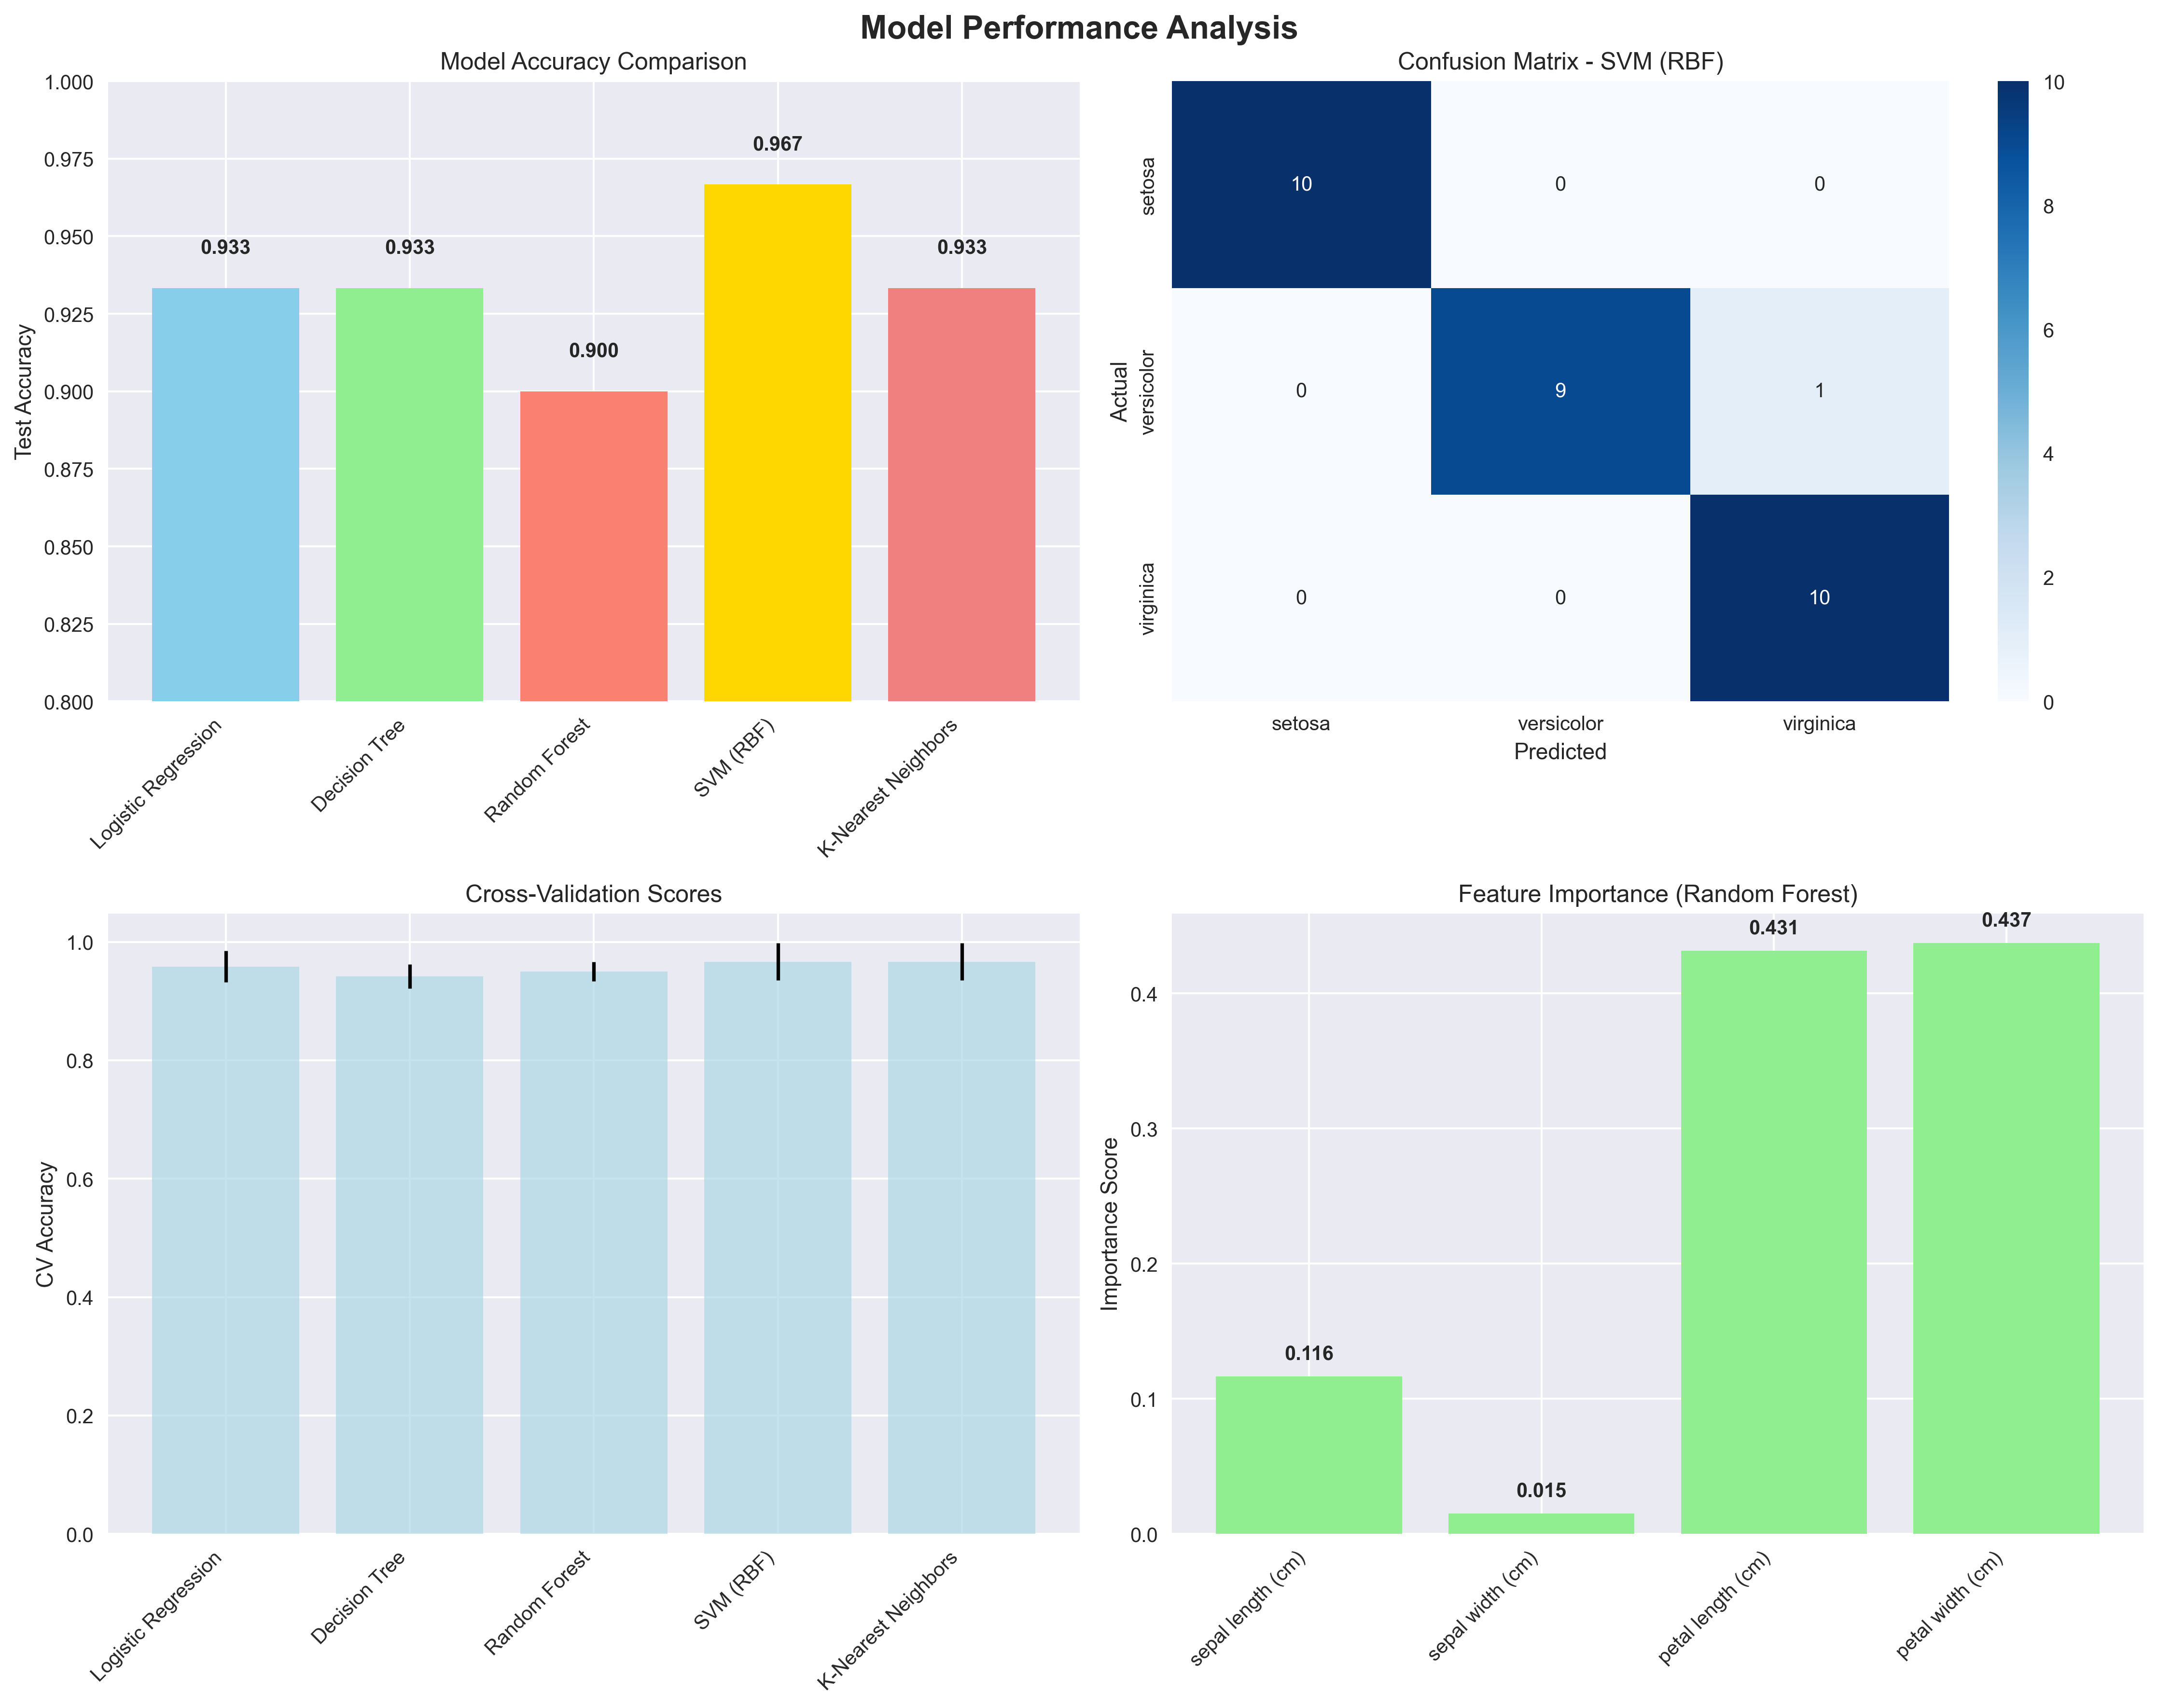 Model Performance Analysis
Model Accuracy Comparison
1.000
0.975
0.950
0.925
0.900
0.875
0.850
0.825
0.800
Test Accuracy
0.933
0.933
0.900
0.967
0.933
Logistic Regression
Decision Tree
Random Forest
SVM (RBF)
K-Nearest Neighbors
Confusion Matrix - SVM (RBF)
Actual
setosa
10
0
0
versicolor
0
9
1
virginica
0
0
10
setosa
versicolor
virginica
Predicted
10
8
6
4
2
0
Cross-Validation Scores
1.0
0.8
0.6
0.4
0.2
0.0
CV Accuracy
Logistic Regression
Decision Tree
Random Forest
SVM (RBF)
K-Nearest Neighbors
Feature Importance (Random Forest)
0.4
0.3
0.2
0.1
0.0
Importance Score
0.116
0.015
0.431
0.437
sepal length (cm)
sepal width (cm)
petal length (cm)
petal width (cm)